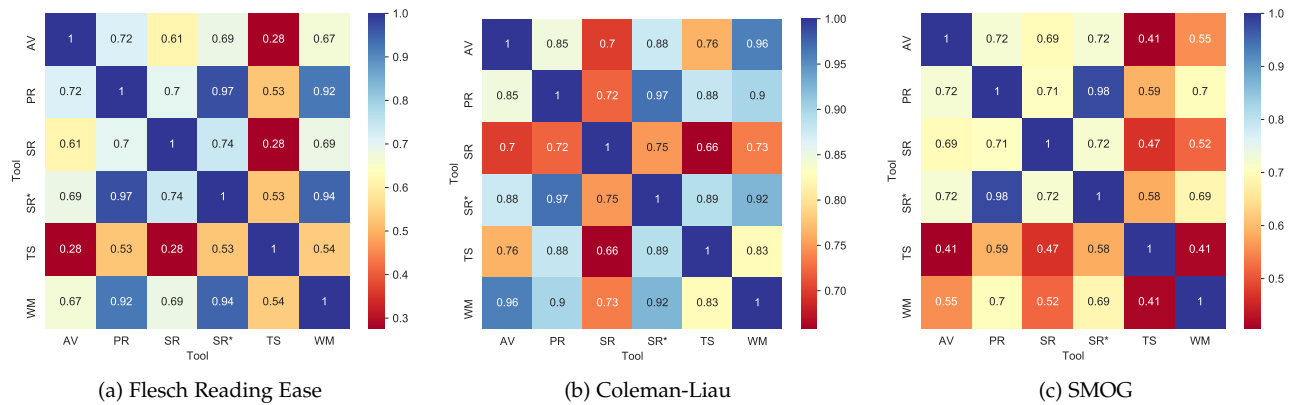 1.0
AV 1 0.72 0.61 0.69 0.28 0.67
0.9
PR 0.72 1 0.7 0.97 0.53 0.92
0.8
0.7
SR 0.61 0.7 1 0.74 0.28 0.69
Tool
0.6
SR* 0.69 0.97 0.74 1 0.53 0.94
0.5
TS 0.28 0.53 0.28 0.53 1 0.54
0.4
WM 0.67 0.92 0.69 0.94 0.54 1
0.3
AV PR SR SR* TS WM
Tool
(a) Flesch Reading Ease
1.00
AV 1 0.85 0.7 0.88 0.76 0.96
0.95
PR 0.85 1 0.72 0.97 0.88 0.9
0.90
SR 0.7 0.72 1 0.75 0.66 0.73
0.85
Tool
0.80
SR* 0.88 0.97 0.75 1 0.89 0.92
0.75
TS 0.76 0.88 0.66 0.89 1 0.83
0.70
WM 0.96 0.9 0.73 0.92 0.83 1
AV PR SR SR* TS WM
Tool
(b) Coleman-Liau
1.0
AV 1 0.72 0.69 0.72 0.41 0.55
0.9
PR 0.72 1 0.71 0.98 0.59 0.7
0.8
SR 0.69 0.71 1 0.72 0.47 0.52
Tool
0.7
SR* 0.72 0.98 0.72 1 0.58 0.69
0.6
TS 0.41 0.59 0.47 0.58 1 0.41
0.5
WM 0.55 0.7 0.52 0.69 0.41 1
AV PR SR SR* TS WM
Tool
(c) SMOG